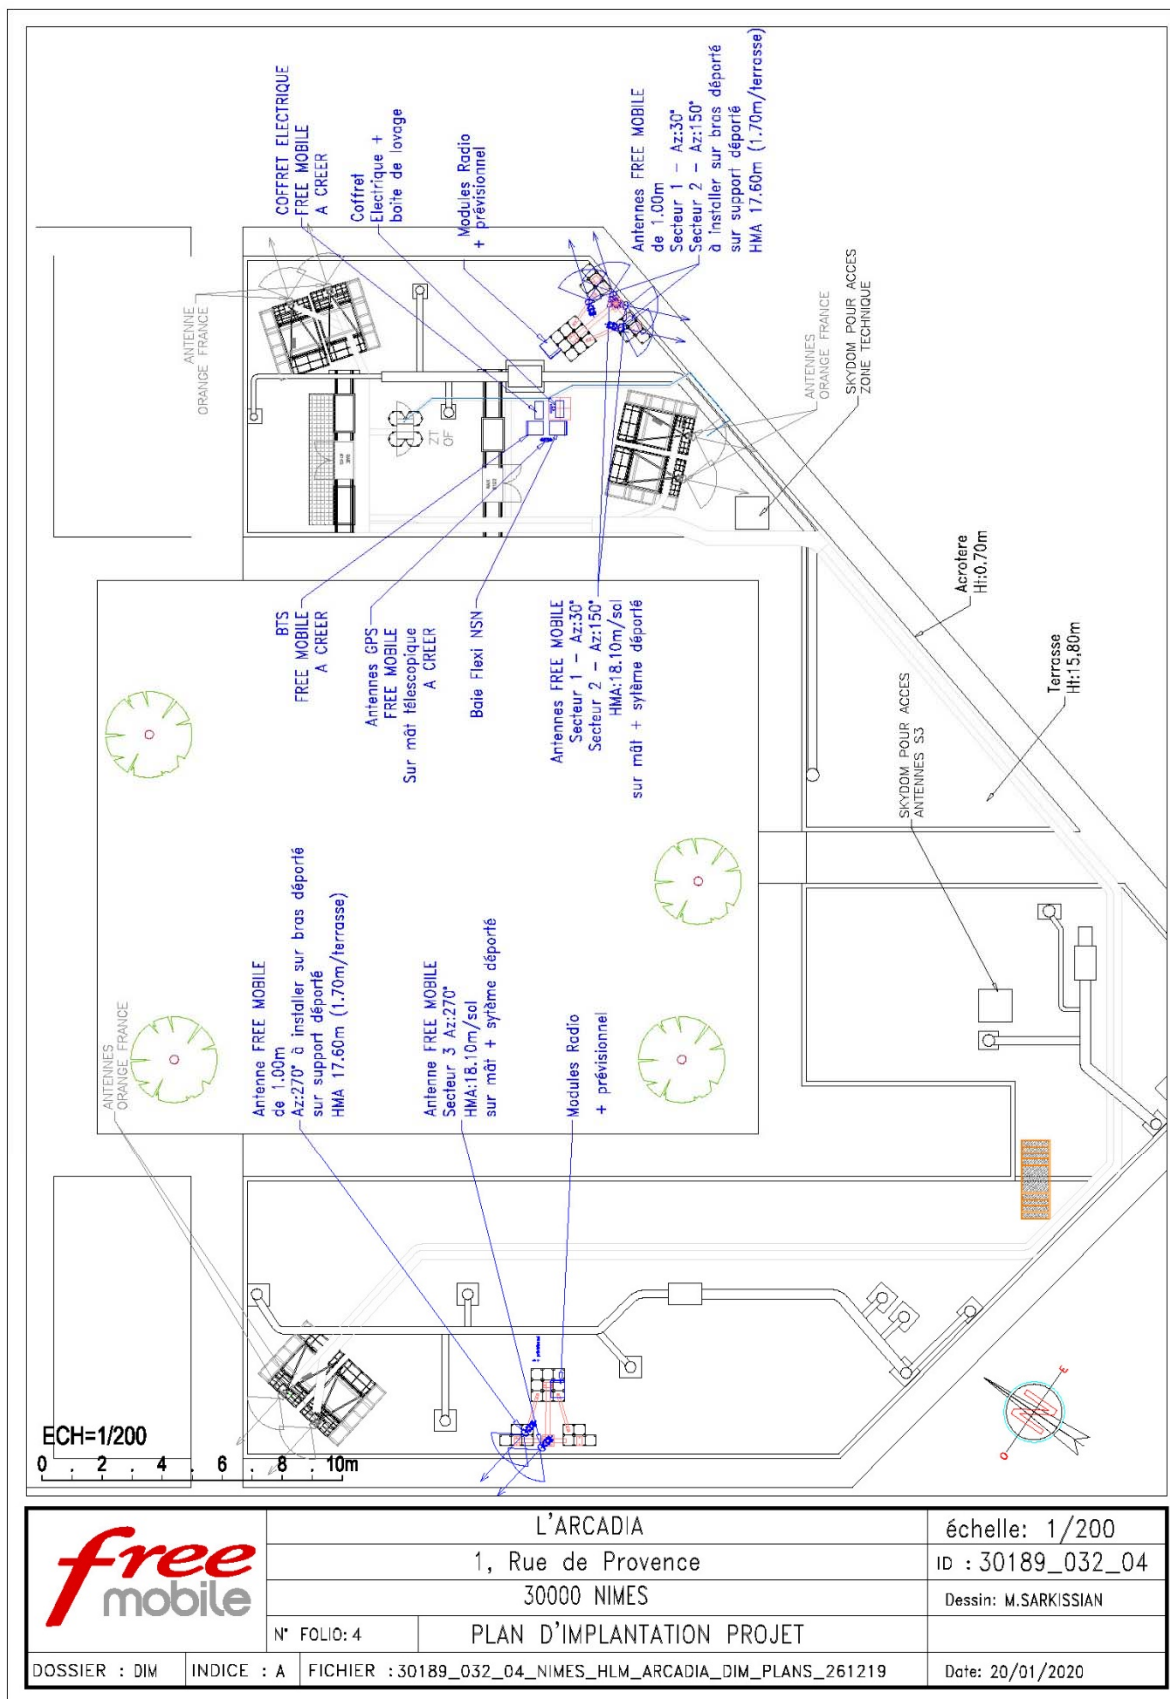 COFFRET ELECTRIQUE
FREE MOBILE
A CREER
Coffret
Electrique +
boite de lovage
Modules Radio
+ prévisionnel
Antennes FREE MOBILE
de 1.00m
Secteur 1 - Az:30°
Secteur 2 - Az:150°
à installer sur bras déporté
sur support déporté
HMA 17.60m (1.70m/terrasse)
ANTENNE
ORANGE FRANCE
ANTENNES
ORANGE FRANCE
SKYDOM POUR ACCES
ZONE TECHNIQUE
ZT
OF
BTS
FREE MOBILE
A CREER
Antennes GPS
FREE MOBILE
Sur mât télescopique
A CREER
Baie Flexi NSN
Antennes FREE MOBILE
Secteur 1 - Az:30°
Secteur 2 - Az:150°
HMA:18.10m/sol
sur mât + sytème déporté
Acrotere
Ht:0.70m
Terrasse
Ht:15,80m
SKYDOM POUR ACCES
ANTENNES S3
ANTENNES
ORANGE FRANCE
Antenne FREE MOBILE
de 1.00m
Az:270° à installer sur bras déporté
sur support déporté
HMA 17.60m (1.70m/terrasse)
Antenne FREE MOBILE
Secteur 3 Az:270°
HMA:18.10m/sol
sur mât + sytème déporté
Modules Radio
+ prévisionnel
E
N
O
ECH=1/200
0 . 2 . 4 . 6 . 8 . 10m
free
mobile
L'ARCADIA
1, Rue de Provence
30000 NIMES
N° FOLIO: 4
PLAN D'IMPLANTATION PROJET
échelle: 1/200
ID : 30189_032_04
Dessin: M.SARKISSIAN
DOSSIER : DIM
INDICE : A
FICHIER :30189_032_04_NIMES_HLM_ARCADIA_DIM_PLANS_261219
Date: 20/01/2020